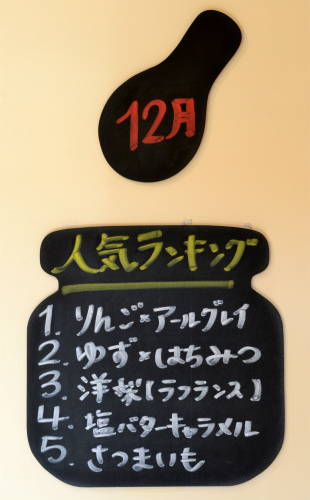 12月
人気ランキング
1. りんご×アールグレイ
2. ゆず×はちみつ
3. 洋梨【ラフランス】
4. 塩バターキャラメル
5. さつまいも